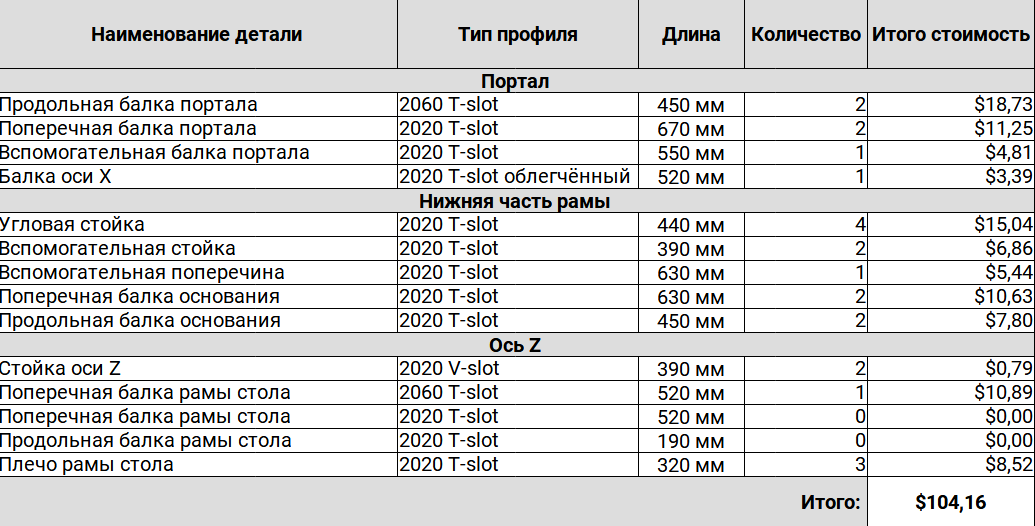 Наименование детали Тип профиля Длина Количество Итого стоимость
Портал
Продольная балка портала 2060 T-slot 450 мм 2 $18,73
Поперечная балка портала 2020 T-slot 670 мм 2 $11,25
Вспомогательная балка портала 2020 T-slot 550 мм 1 $4,81
Балка оси X 2020 T-slot облегчённый 520 мм 1 $3,39
Нижняя часть рамы
Угловая стойка 2020 T-slot 440 мм 4 $15,04
Вспомогательная стойка 2020 T-slot 390 мм 2 $6,86
Вспомогательная поперечина 2020 T-slot 630 мм 1 $5,44
Поперечная балка основания 2020 T-slot 630 мм 2 $10,63
Продольная балка основания 2020 T-slot 450 мм 2 $7,80
Ось Z
Стойка оси Z 2020 V-slot 390 мм 2 $0,79
Поперечная балка рамы стола 2060 T-slot 520 мм 1 $10,89
Поперечная балка рамы стола 2020 T-slot 520 мм 0 $0,00
Продольная балка рамы стола 2020 T-slot 190 мм 0 $0,00
Плечо рамы стола 2020 T-slot 320 мм 3 $8,52
Итого: $104,16